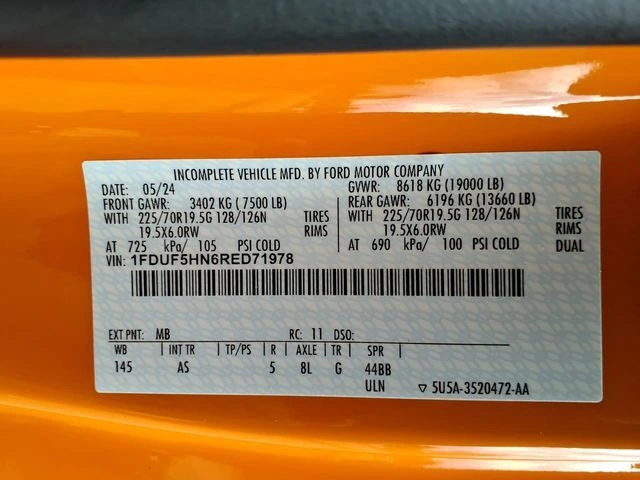 INCOMPLETE VEHICLE MFD. BY FORD MOTOR COMPANY
DATE: 05/24 GVWR: 8618 KG (19000 LB)
FRONT GAWR: 3402 KG (7500 LB) REAR GAWR: 6196 KG (13660 LB)
WITH 225/70R19.5G 128/126N TIRES WITH 225/70R19.5G 128/126N TIRES
19.5X6.0RW RIMS 19.5X6.0RW RIMS
AT 725 kPa/ 105 PSI COLD AT 690 kPa/ 100 PSI COLD DUAL
VIN: 1FDUF5HN6RED71978
EXT PNT: MB RC: 11 DSO:
WB INT TR TP/PS R AXLE TR SPR
145 AS 5 8L G 44BB
ULN ▽ 5U5A-3520472-AA